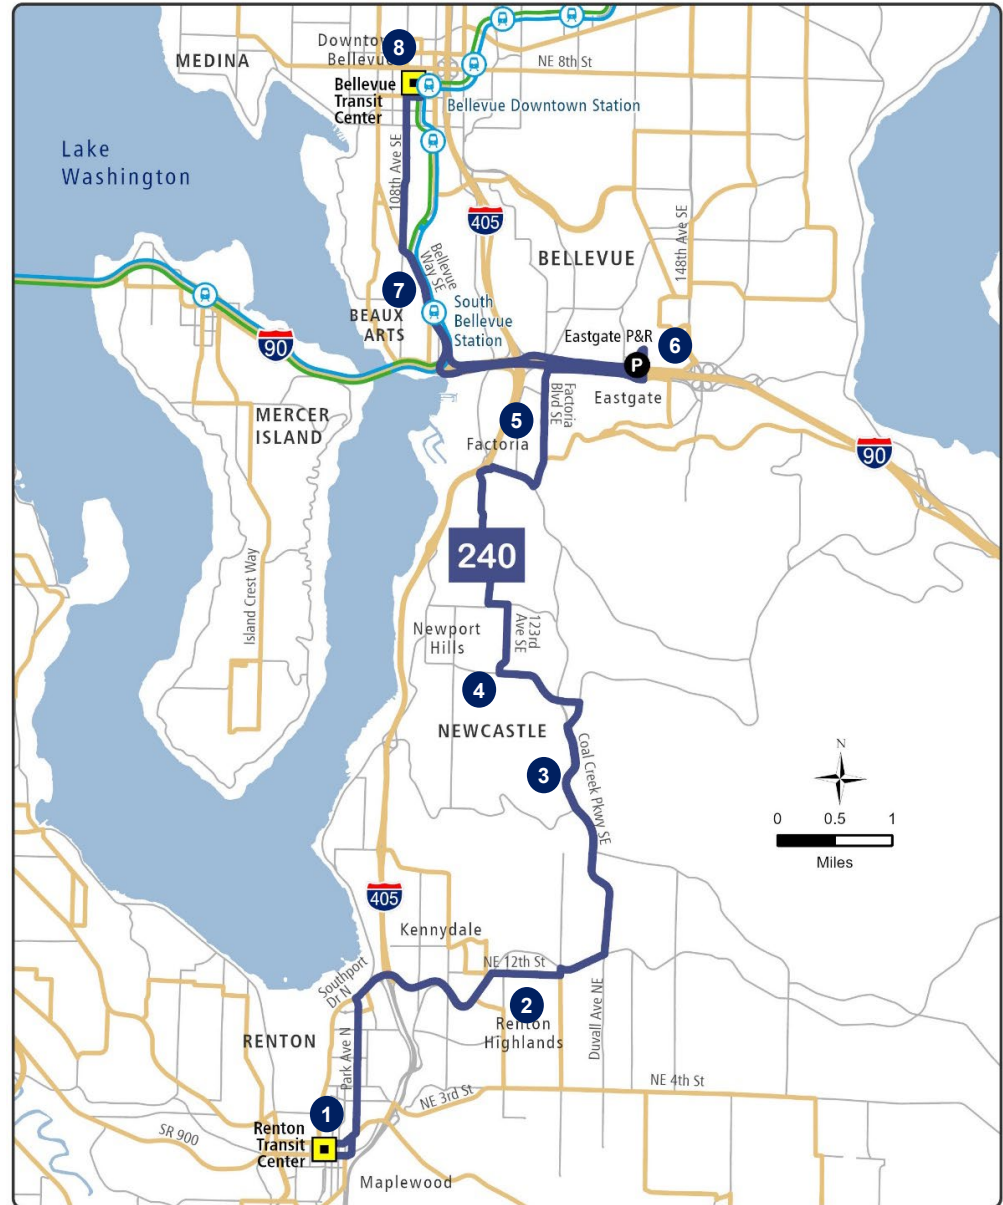 MEDINA
Downto
Bellevue
8
NE 8th St
Bellevue
Transit
Center
Bellevue Downtown Station
Lake
Washington
108th Ave SE
405
148th Ave SE
BELLEVUE
Bellevue
Way SE
7
BEAUX
ARTS
South
Bellevue
Station
Eastgate P&R
6
P
90
Eastgate
MERCER
ISLAND
Factoria
Blvd SE
5
Factoria
90
240
Island Crest Way
Newport
Hills
123rd
Ave SE
4
NEWCASTLE
3
Coal Creek Pkwy SE
N
0 0.5 1
Miles
405
Kennydale
NE 12th St
Southport
Dr N
2
Renton
Highlands
Duvall Ave NE
RENTON
Park Ave N
NE 4th St
NE 3rd St
1
SR 900
Renton
Transit
Center
Maplewood